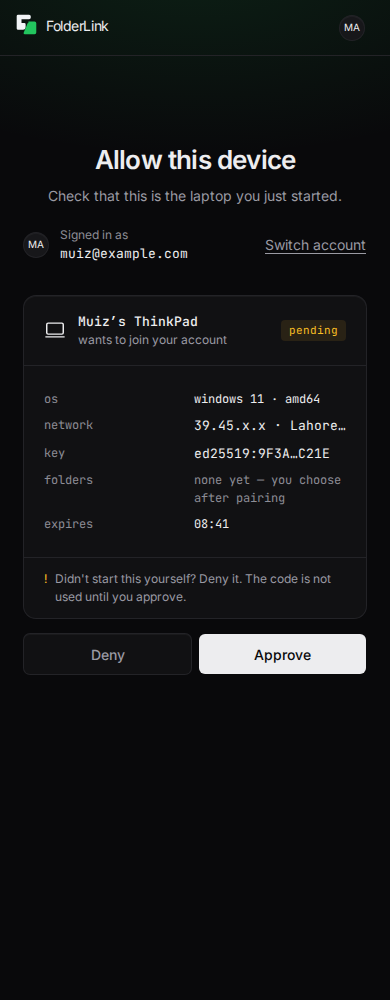 FolderLink
MA
Allow this device
Check that this is the laptop you just started.
MA
Signed in as
muiz@example.com
Switch account
Muiz’s ThinkPad
wants to join your account
pending
os windows 11 · amd64
network 39.45.x.x · Lahore…
key ed25519:9F3A…C21E
folders none yet — you choose
after pairing
expires 08:41
! Didn't start this yourself? Deny it. The code is not
used until you approve.
Deny
Approve